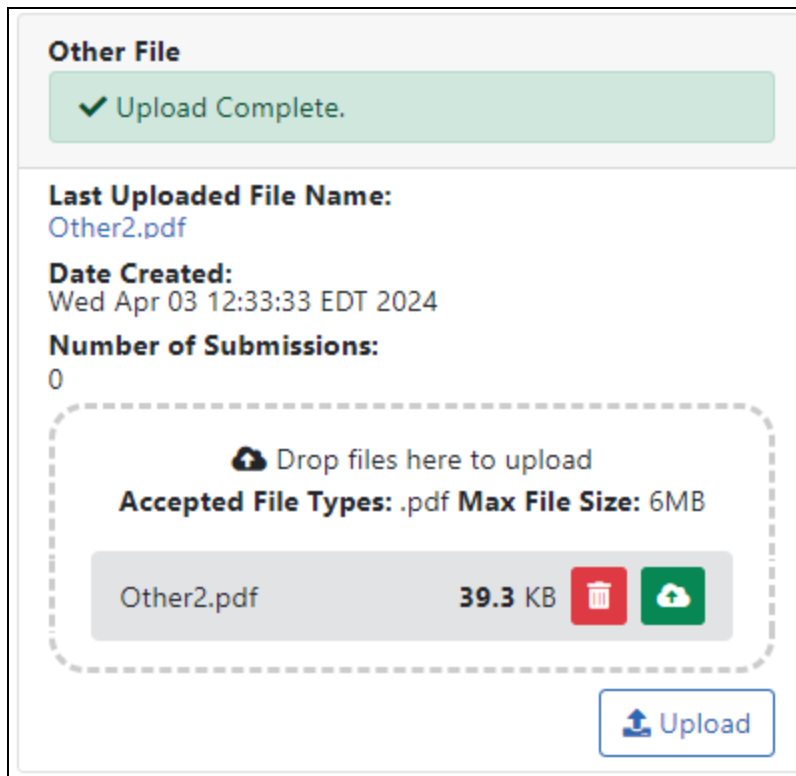 Other File
Upload Complete.
Last Uploaded File Name:
Other2.pdf
Date Created:
Wed Apr 03 12:33:33 EDT 2024
Number of Submissions:
0
Drop files here to upload
Accepted File Types: .pdf Max File Size: 6MB
Other2.pdf 39.3 KB
Upload